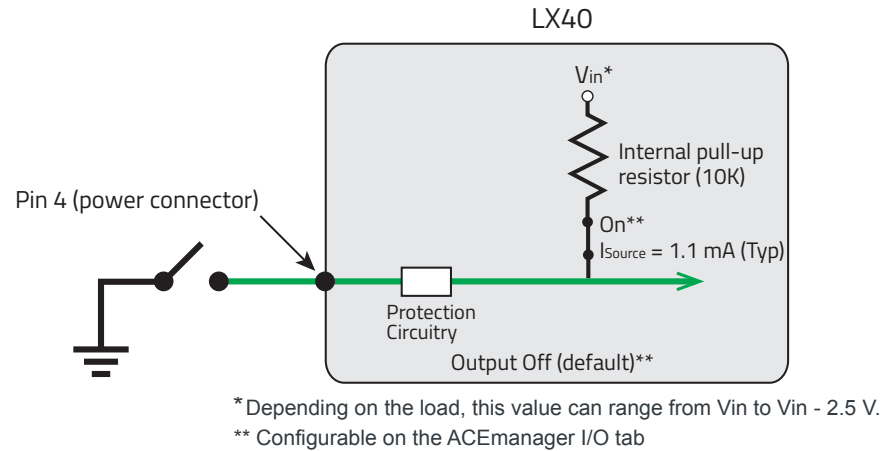 LX40
Vin*
Internal pull-up
resistor (10K)
Pin 4 (power connector)
On**
ISource = 1.1 mA (Typ)
Protection
Circuitry
Output Off (default)**
*Depending on the load, this value can range from Vin to Vin - 2.5 V.
** Configurable on the ACEmanager I/O tab